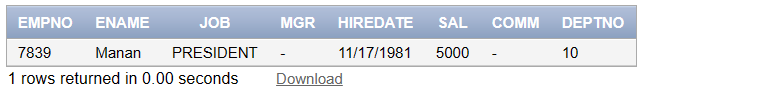 EMPNO ENAME JOB MGR HIREDATE SAL COMM DEPTNO
7839 Manan PRESIDENT - 11/17/1981 5000 - 10
1 rows returned in 0.00 seconds Download